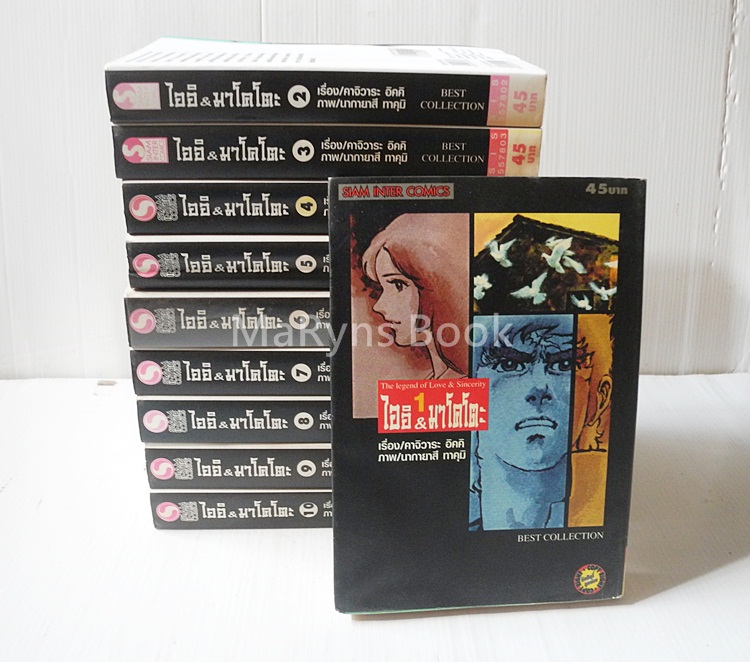 ไออิ & มาโคโตะ 2 เรื่อง/คาจิวาระ อิคคิ
ภาพ/นากายาสึ ทาคุมิ
BEST
COLLECTION
SIS
557802
45
บาท
SIAM
INTER
ไออิ & มาโคโตะ 3 เรื่อง/คาจิวาระ อิคคิ
ภาพ/นากายาสึ ทาคุมิ
BEST
COLLECTION
SIS
557803
45
บาท
ไออิ & มาโคโตะ 4
ไออิ & มาโคโตะ 5
ไออิ & มาโคโตะ 6
ไออิ & มาโคโตะ 7
ไออิ & มาโคโตะ 8
ไออิ & มาโคโตะ 9
ไออิ & มาโคโตะ 10
SIAM INTER COMICS
45 บาท
MaRyns Book
The legend of Love & Sincerity
ไออิ 1 & มาโคโตะ
เรื่อง/คาจิวาระ อิคคิ
ภาพ/นากายาสึ ทาคุมิ
BEST COLLECTION